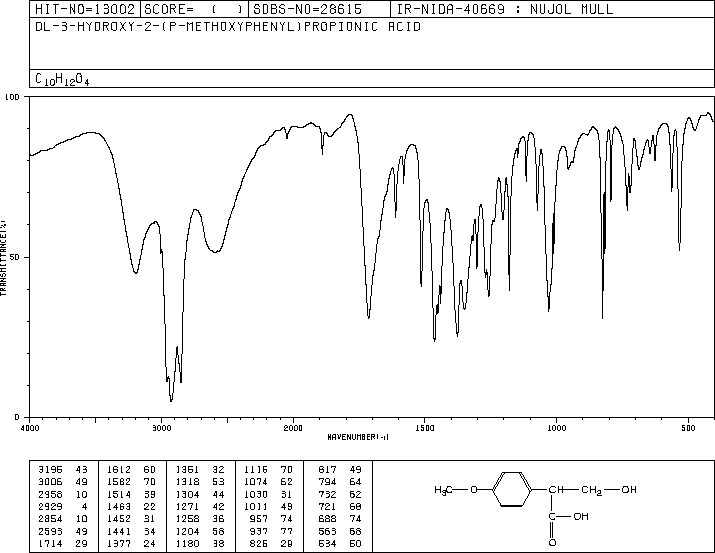 HIT-NO=13002 SCORE= ( ) SDBS-NO=28615 IR-NIDA-40669 : NUJOL MULL
DL-3-HYDROXY-2-(P-METHOXYPHENYL)PROPIONIC ACID
C10H12O4
100
50
0
TRANSMITTANCE(%)
4000 3000 2000 1500 1000 500
WAVENUMBER(-1)
3195 43 1612 60 1351 32 1115 70 817 49
3006 49 1582 70 1318 53 1074 62 794 64
2958 10 1514 39 1304 44 1030 31 732 62
2929 4 1463 22 1271 42 1011 49 721 68
2854 10 1452 31 1258 36 957 74 688 74
2593 49 1441 34 1204 58 937 77 563 68
1714 29 1377 24 1180 38 826 29 534 50
H3C O CH CH2 OH
C OH
O